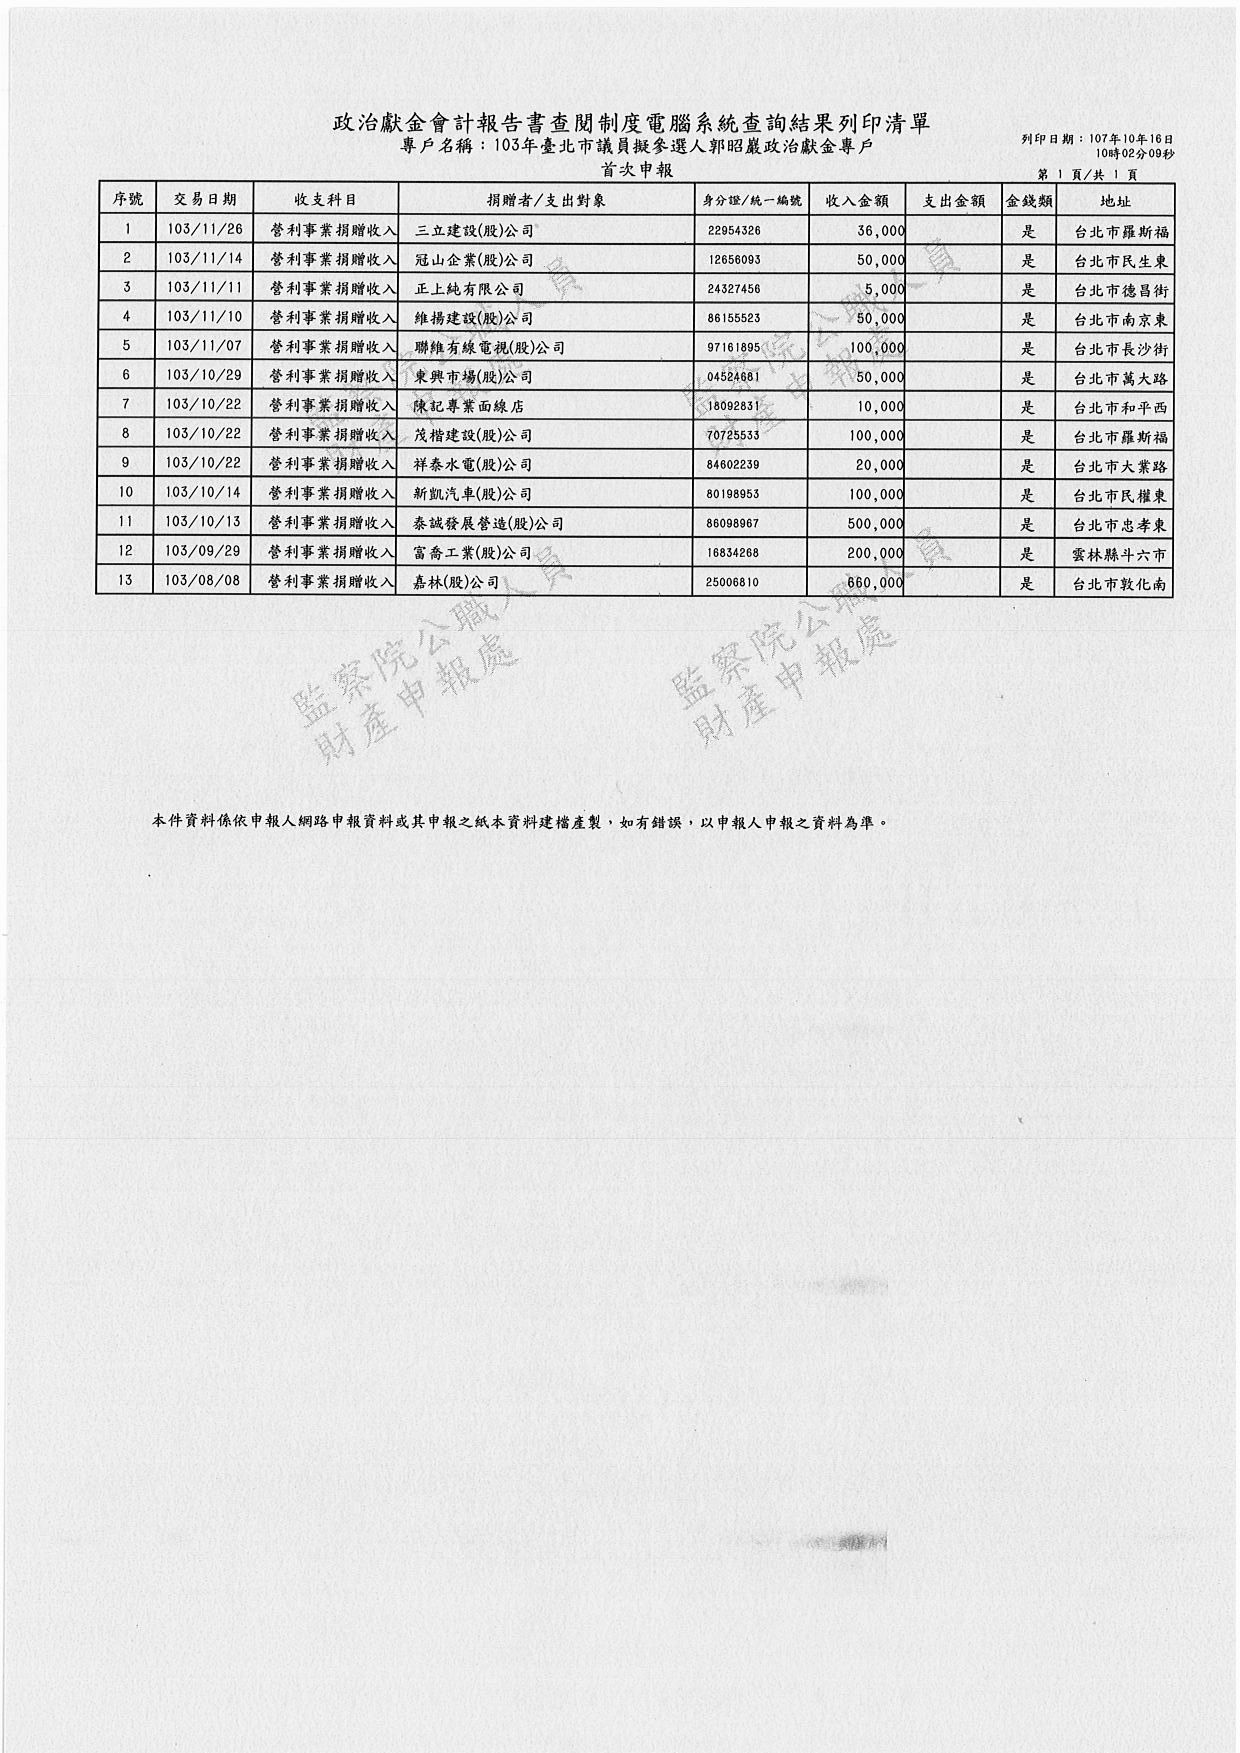 政治獻金會計報告書查閱制度電腦系統查詢結果列印清單
專戶名稱：103年臺北市議員擬參選人郭昭巖政治獻金專戶
列印日期：107年10年16日
10時02分09秒
首次申報
第 1 頁/共 1 頁
序號 交易日期 收支科目 捐贈者/支出對象 身分證/統一編號 收入金額 支出金額 金錢類 地址
1 103/11/26 營利事業捐贈收入 三立建設(股)公司 22954326 36,000 是 台北市羅斯福
2 103/11/14 營利事業捐贈收入 冠山企業(股)公司 12656093 50,000 是 台北市民生東
3 103/11/11 營利事業捐贈收入 正上純有限公司 24327456 5,000 是 台北市德昌街
4 103/11/10 營利事業捐贈收入 維揚建設(股)公司 86155523 50,000 是 台北市南京東
5 103/11/07 營利事業捐贈收入 聯維有線電視(股)公司 97161895 100,000 是 台北市長沙街
6 103/10/29 營利事業捐贈收入 東興市場(股)公司 04524681 50,000 是 台北市萬大路
7 103/10/22 營利事業捐贈收入 陳記專業面線店 18092831 10,000 是 台北市和平西
8 103/10/22 營利事業捐贈收入 茂楷建設(股)公司 70725533 100,000 是 台北市羅斯福
9 103/10/22 營利事業捐贈收入 祥泰水電(股)公司 84602239 20,000 是 台北市大業路
10 103/10/14 營利事業捐贈收入 新凱汽車(股)公司 80198953 100,000 是 台北市民權東
11 103/10/13 營利事業捐贈收入 泰誠發展營造(股)公司 86098967 500,000 是 台北市忠孝東
12 103/09/29 營利事業捐贈收入 富喬工業(股)公司 16834268 200,000 是 雲林縣斗六市
13 103/08/08 營利事業捐贈收入 嘉林(股)公司 25006810 660,000 是 台北市敦化南
監察院公職人員
財產申報處
監察院公職人員
財產申報處
監察院公職人員
財產申報處
監察院公職人員
財產申報處
本件資料係依申報人網路申報資料或其申報之紙本資料建檔產製，如有錯誤，以申報人申報之資料為準。